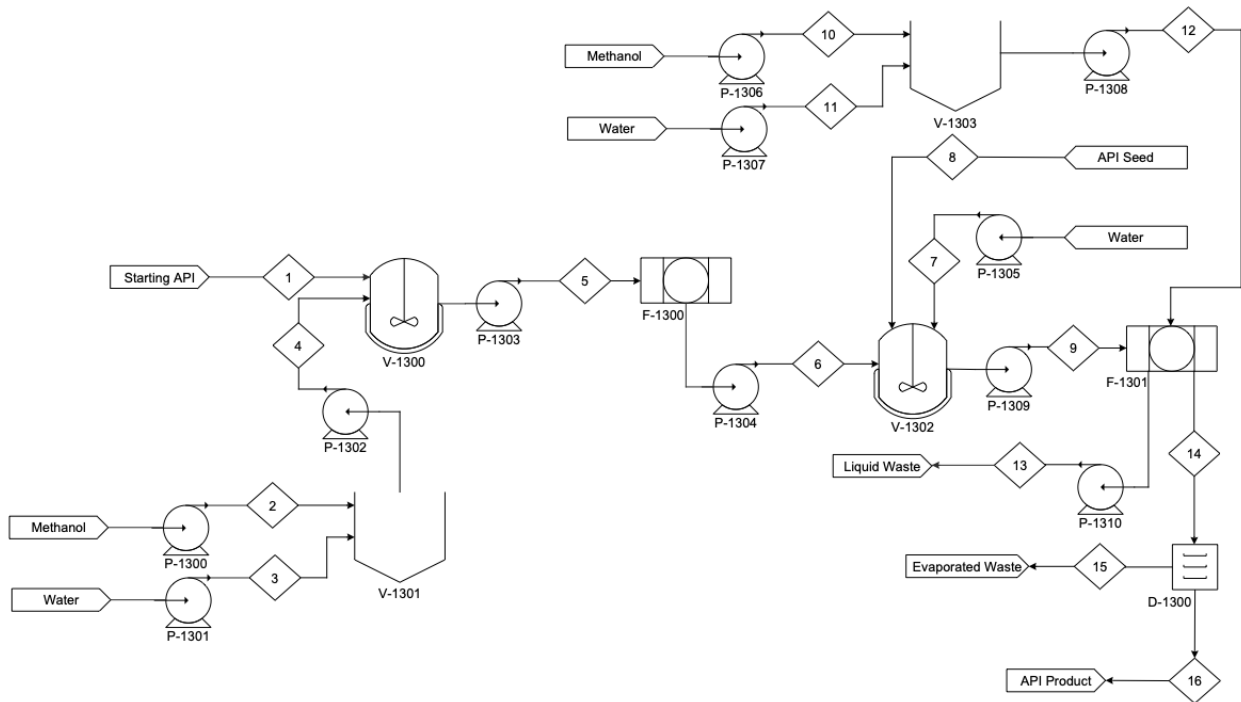 10
12
Methanol
P-1306
P-1308
11
Water
V-1303
P-1307
8
API Seed
7
Water
P-1305
Starting API
1
5
F-1300
P-1303
4
V-1300
6
9
F-1301
P-1304
V-1302
P-1309
P-1302
14
Liquid Waste
13
P-1310
2
Methanol
P-1300
3
Evaporated Waste
15
Water
V-1301
D-1300
P-1301
API Product
16